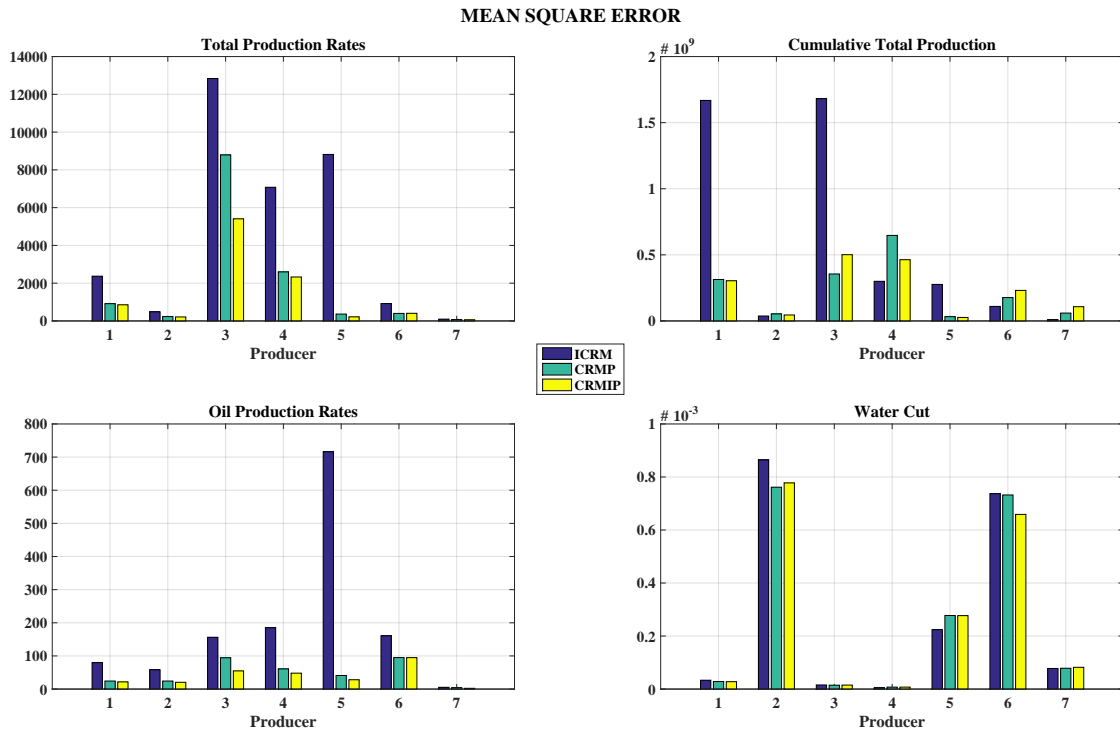 MEAN SQUARE ERROR
Total Production Rates
14000
12000
10000
8000
6000
4000
2000
0
1 2 3 4 5 6 7
Producer
Cumulative Total Production
# 10^9
2
1.5
1
0.5
0
1 2 3 4 5 6 7
Producer
ICRM
CRMP
CRMIP
Oil Production Rates
800
700
600
500
400
300
200
100
0
1 2 3 4 5 6 7
Producer
Water Cut
# 10^-3
1
0.8
0.6
0.4
0.2
0
1 2 3 4 5 6 7
Producer